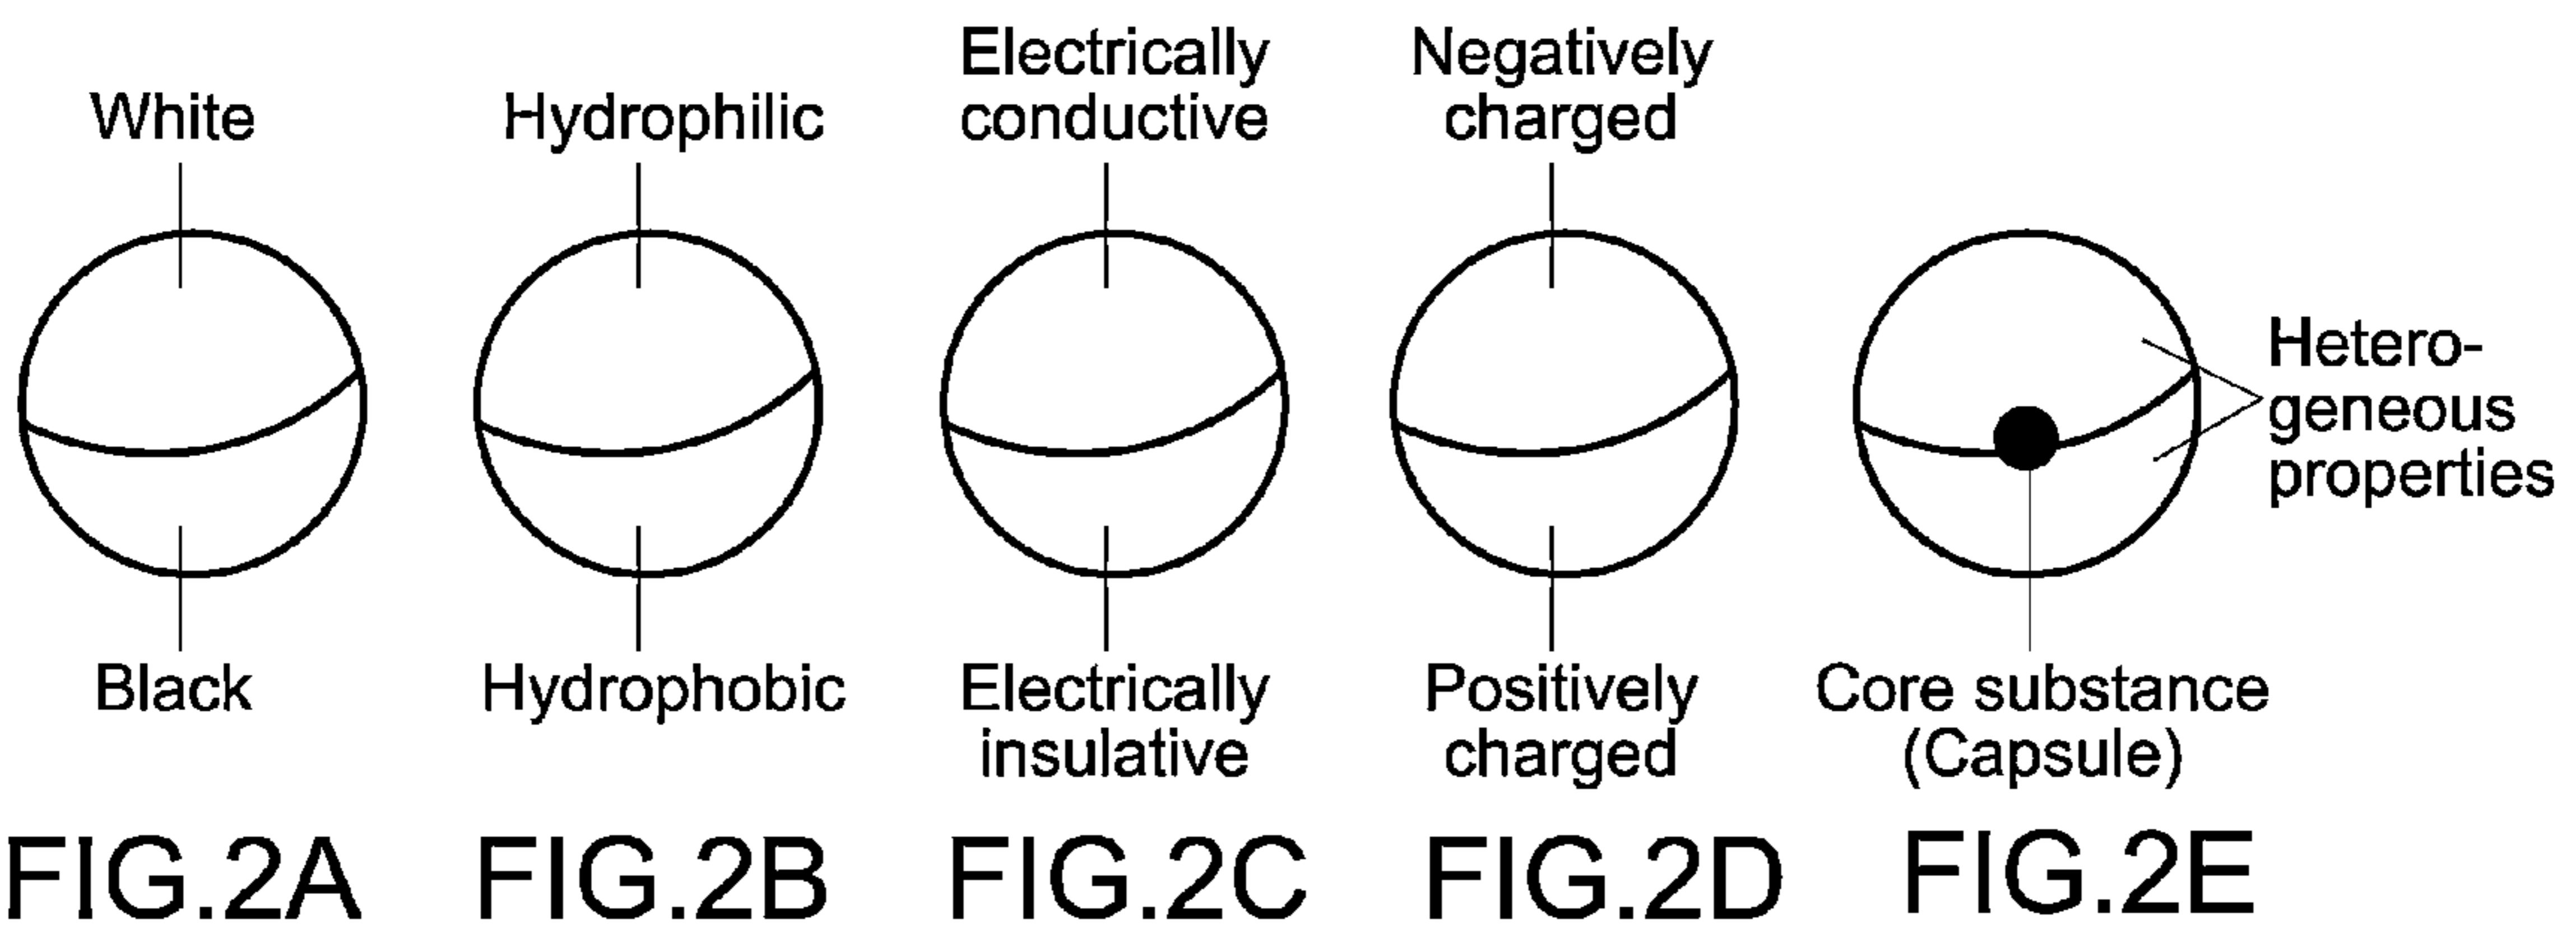 White
Hydrophilic
Electrically
conductive
Negatively
charged
Hetero-
geneous
properties
Black
Hydrophobic
Electrically
insulative
Positively
charged
Core substance
(Capsule)
FIG.2A
FIG.2B
FIG.2C
FIG.2D
FIG.2E